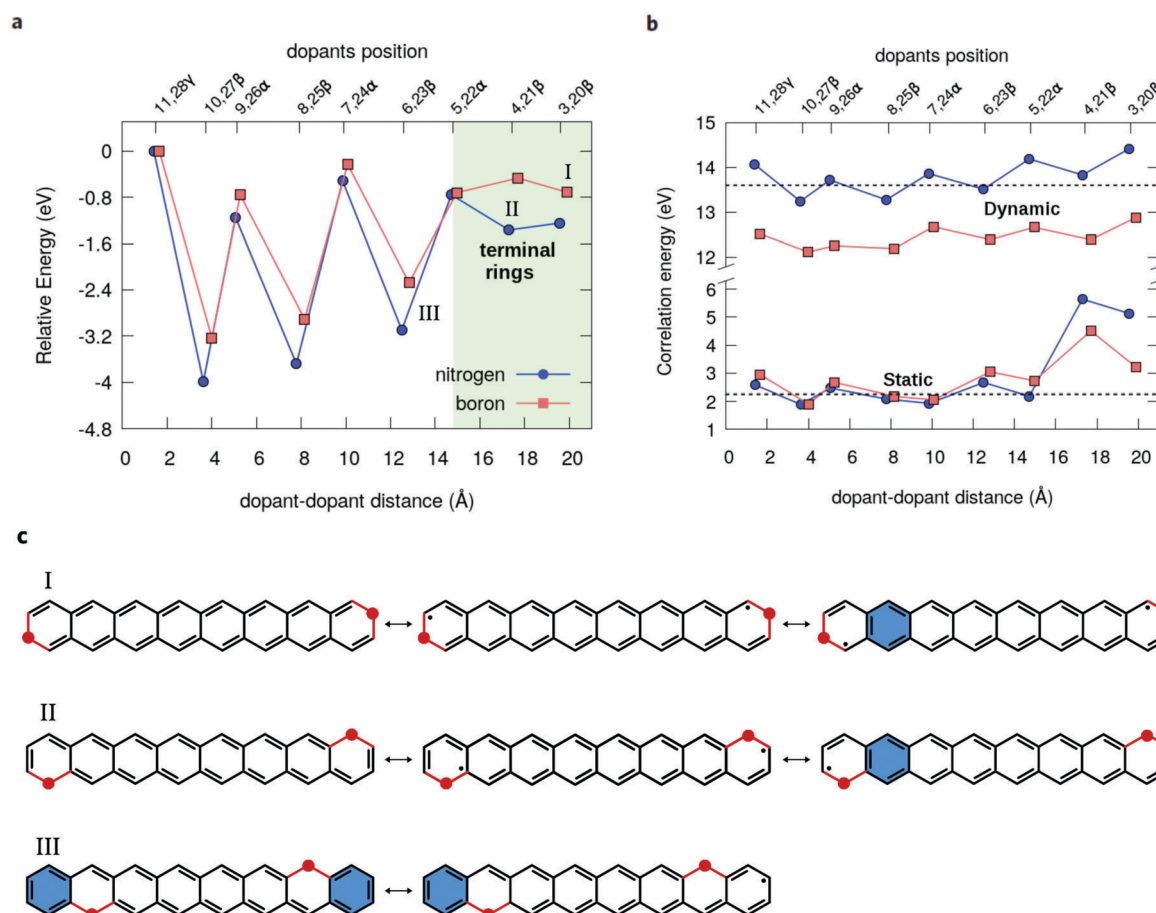 a
dopants position
11,28γ 10,27β 9,26α 8,25β 7,24α 6,23β 5,22α 4,21β 3,20β
0
-0.8
-1.6
-2.4
-3.2
-4
-4.8
Relative Energy (eV)
I
II
III
terminal
rings
nitrogen
boron
0 2 4 6 8 10 12 14 16 18 20
dopant-dopant distance (Å)
b
dopants position
11,28γ 10,27β 9,26α 8,25β 7,24α 6,23β 5,22α 4,21β 3,20β
15
14
13
12
6
5
4
3
2
1
Correlation energy (eV)
Dynamic
Static
0 2 4 6 8 10 12 14 16 18 20
dopant-dopant distance (Å)
c
I
II
III